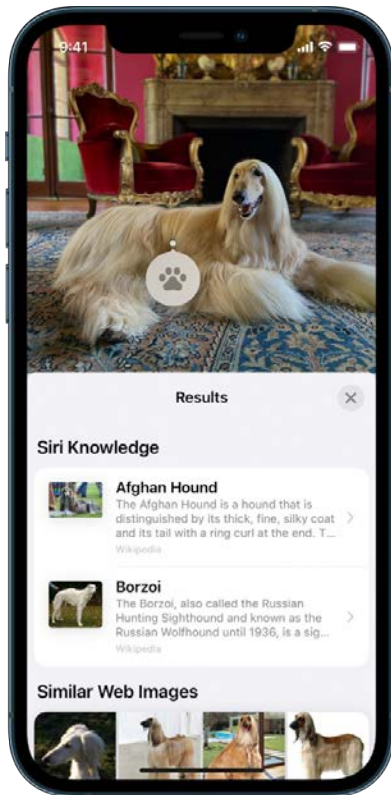 9:41
Results
Siri Knowledge
Afghan Hound
The Afghan Hound is a hound that is
distinguished by its thick, fine, silky coat
and its tail with a ring curl at the end. T...
Wikipedia
Borzoi
The Borzoi, also called the Russian
Hunting Sighthound and known as the
Russian Wolfhound until 1936, is a sig...
Wikipedia
Similar Web Images